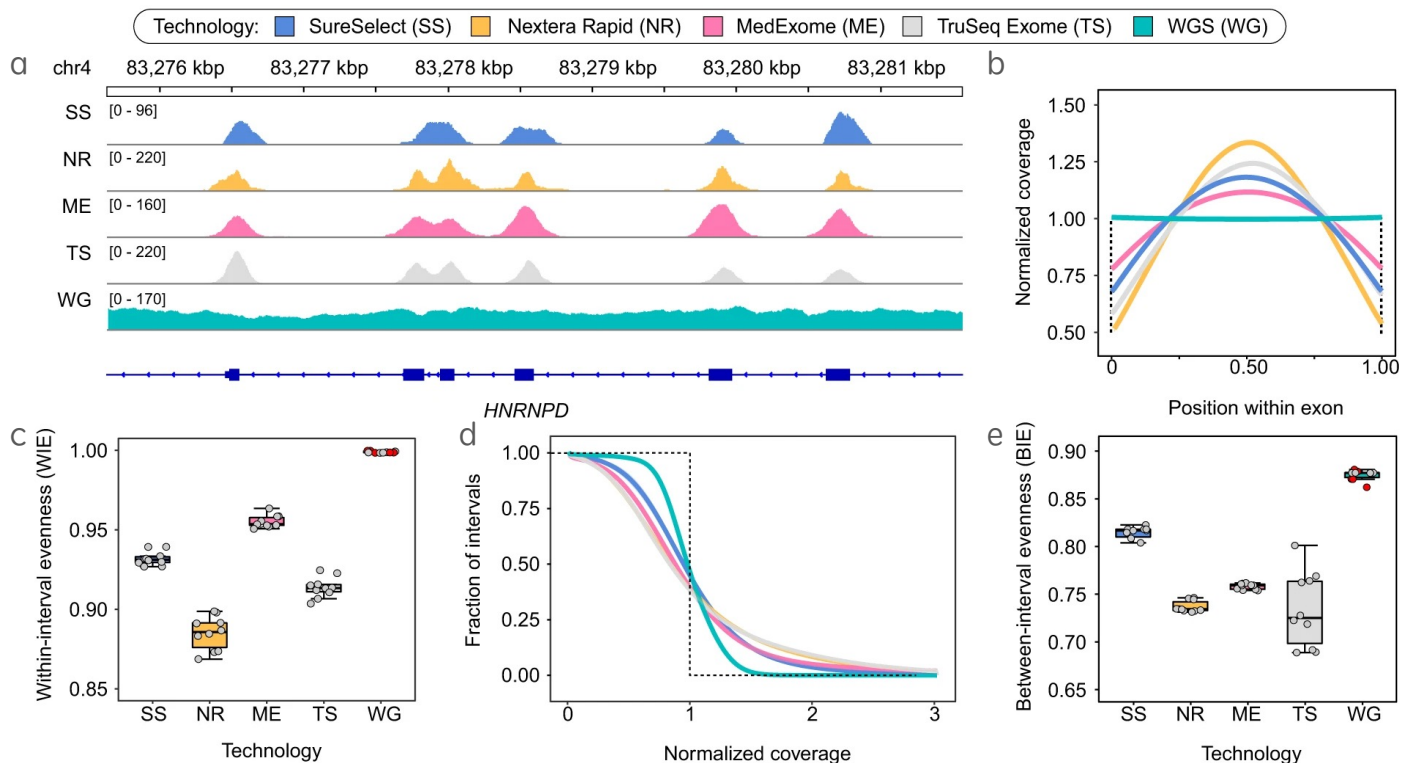 Technology: SureSelect (SS) Nextera Rapid (NR) MedExome (ME) TruSeq Exome (TS) WGS (WG)
a
chr4 83,276 kbp 83,277 kbp 83,278 kbp 83,279 kbp 83,280 kbp 83,281 kbp
SS [0 - 96]
NR [0 - 220]
ME [0 - 160]
TS [0 - 220]
WG [0 - 170]
HNRNPD
b
Normalized coverage
1.50
1.25
1.00
0.75
0.50
0 0.50 1.00
Position within exon
c
Within-interval evenness (WIE)
1.00
0.95
0.90
0.85
SS NR ME TS WG
Technology
d
Fraction of intervals
1.00
0.75
0.50
0.25
0.00
0 1 2 3
Normalized coverage
e
Between-interval evenness (BIE)
0.90
0.85
0.80
0.75
0.70
0.65
SS NR ME TS WG
Technology